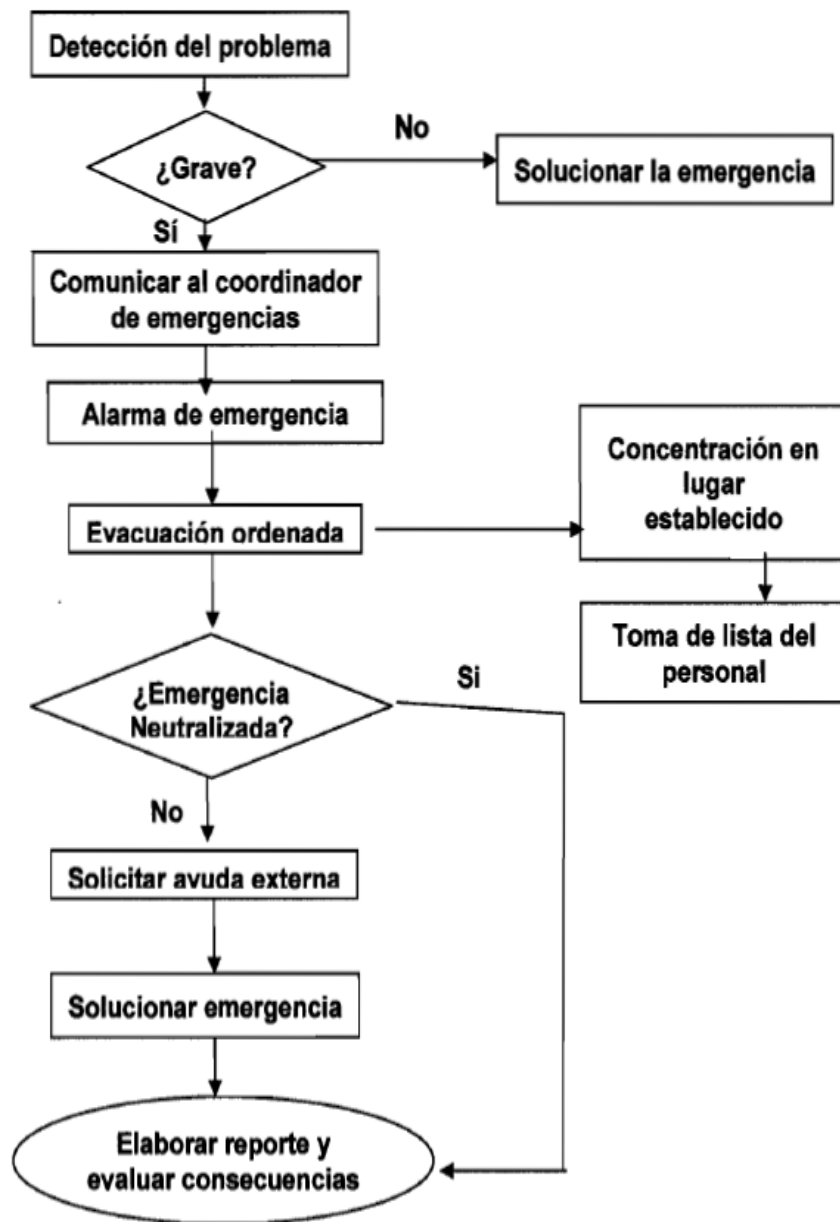 Detección del problema
No
¿Grave?
Solucionar la emergencia
Sí
Comunicar al coordinador
de emergencias
Alarma de emergencia
Concentración en
lugar
establecido
Evacuación ordenada
Toma de lista del
personal
¿Emergencia
Neutralizada?
Si
No
Solicitar avuda externa
Solucionar emergencia
Elaborar reporte y
evaluar consecuencias